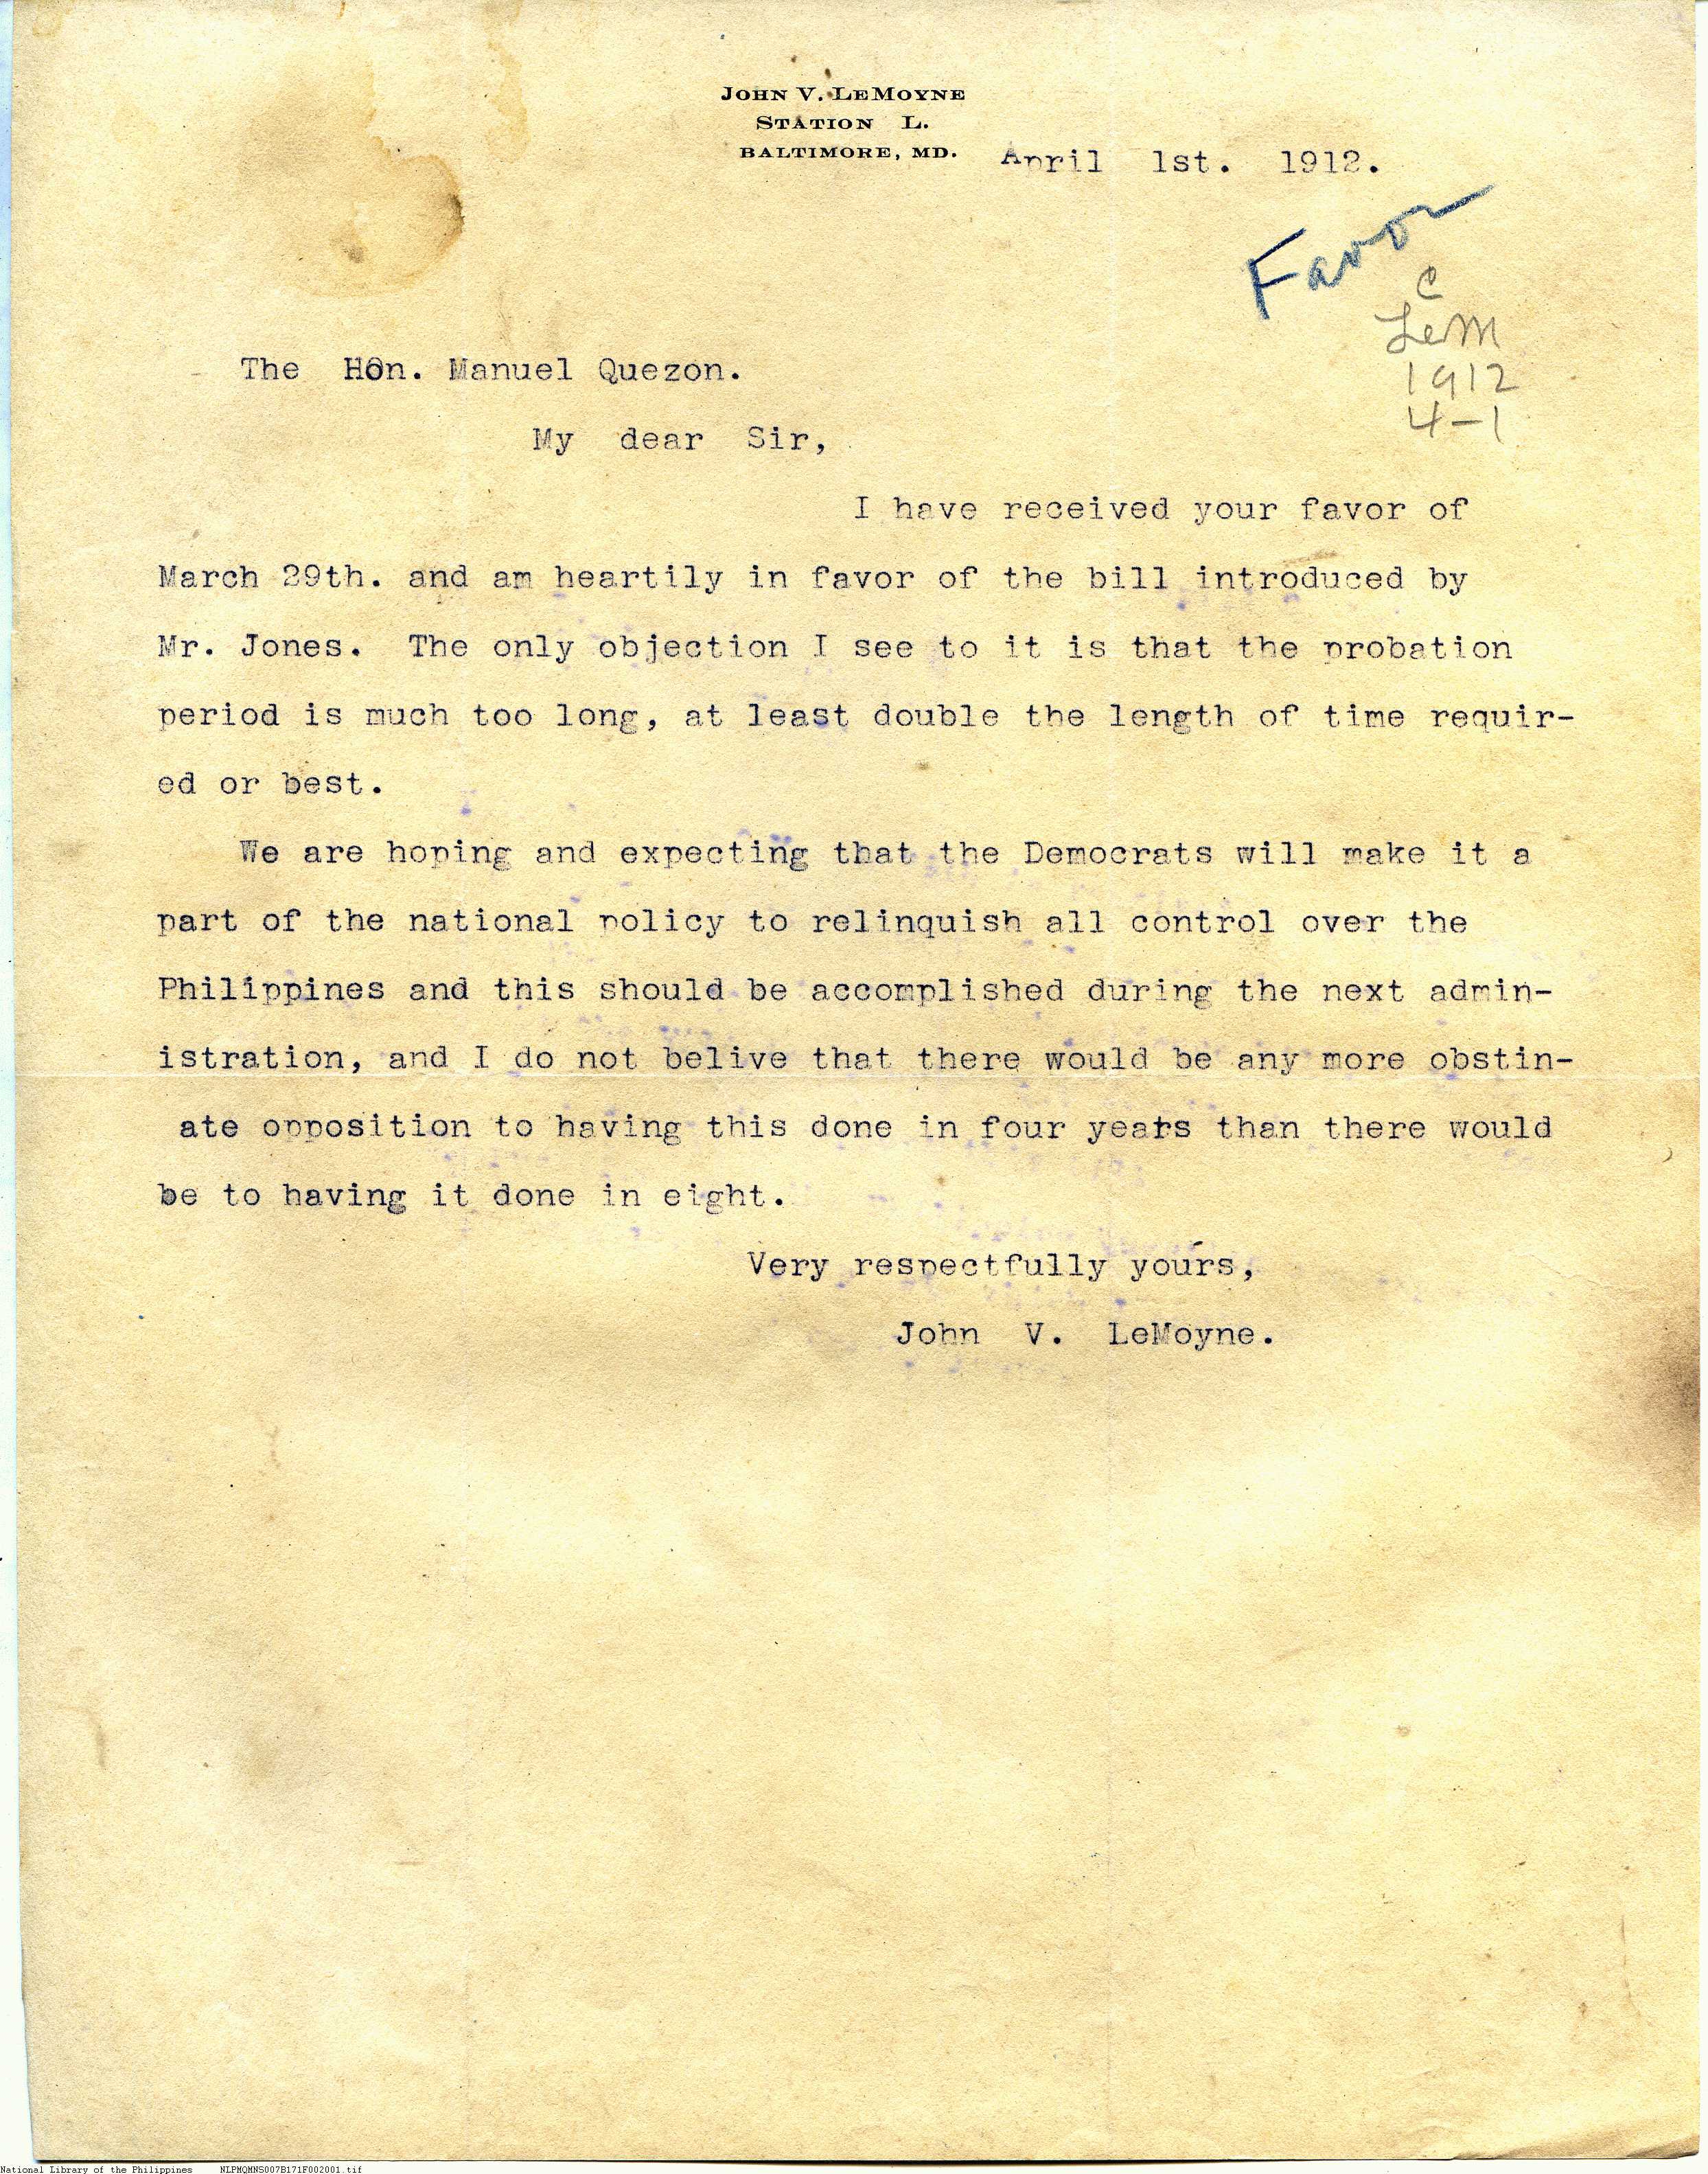 JOHN V. LEMOYNE
STATION L.
BALTIMORE, MD.
April 1st. 1912.
Favor
C
LeM
1912
4-1
The Hon. Manuel Quezon.
My dear Sir,
I have received your favor of
March 29th. and am heartily in favor of the bill introduced by
Mr. Jones. The only objection I see to it is that the probation
period is much too long, at least double the length of time requir-
ed or best.
We are hoping and expecting that the Democrats will make it a
part of the national policy to relinquish all control over the
Philippines and this should be accomplished during the next admin-
istration, and I do not belive that there would be any more obstin-
ate opposition to having this done in four years than there would
be to having it done in eight.
Very respectfully yours,
John V. LeMoyne.
National Library of the Philippines NLPMQMNS007B171F002001.tif